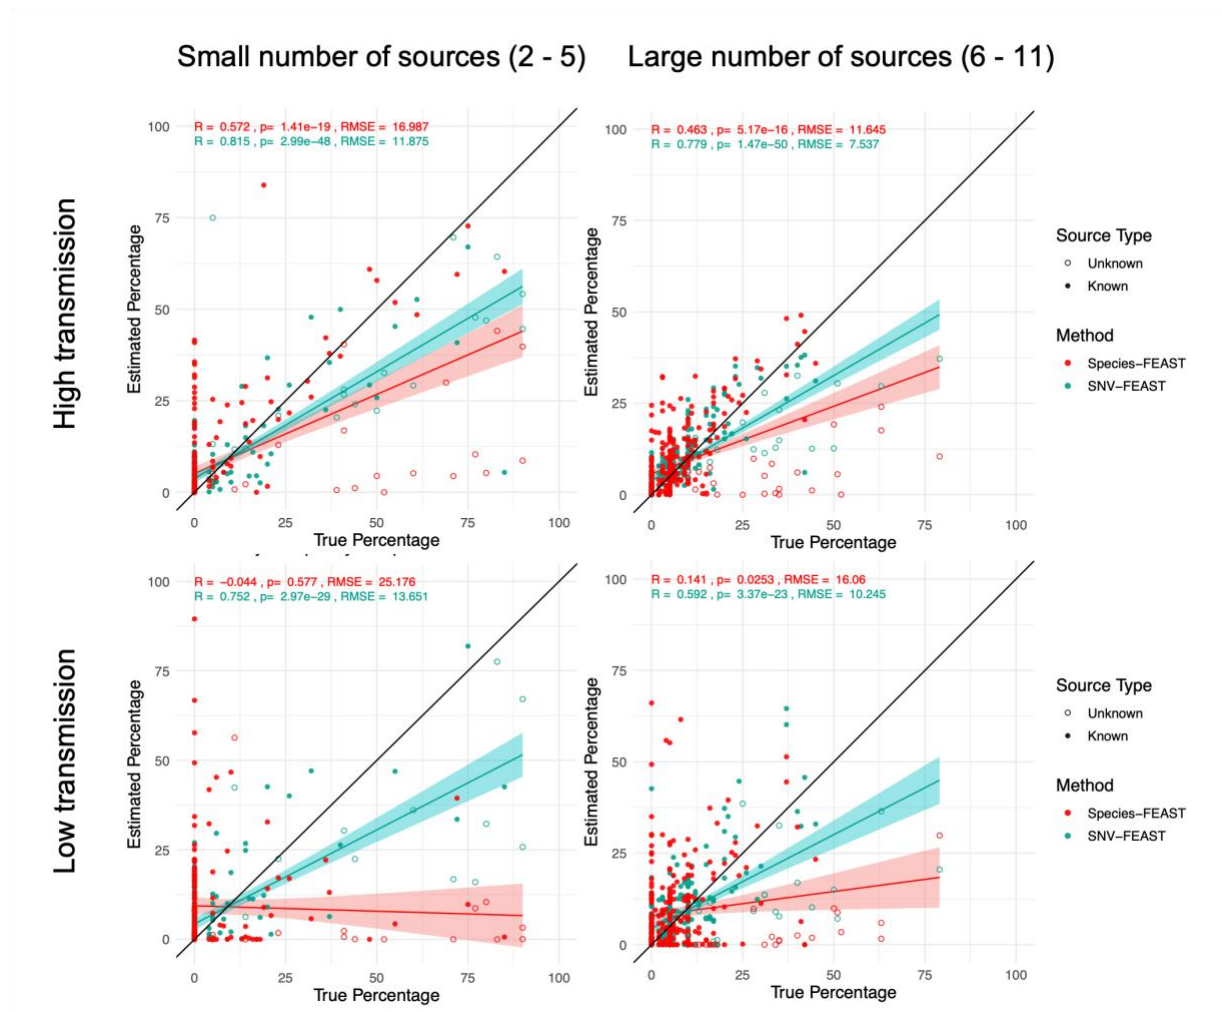 Small number of sources (2 - 5)
Large number of sources (6 - 11)
High transmission
R = 0.572 , p= 1.41e−19 , RMSE = 16.987
R = 0.815 , p= 2.99e−48 , RMSE = 11.875
100
75
50
25
0
Estimated Percentage
0 25 50 75 100
True Percentage
R = 0.463 , p= 5.17e−16 , RMSE = 11.645
R = 0.779 , p= 1.47e−50 , RMSE = 7.537
100
75
50
25
0
Estimated Percentage
0 25 50 75 100
True Percentage
Source Type
Unknown
Known
Method
Species−FEAST
SNV−FEAST
Low transmission
R = −0.044 , p= 0.577 , RMSE = 25.176
R = 0.752 , p= 2.97e−29 , RMSE = 13.651
100
75
50
25
0
Estimated Percentage
0 25 50 75 100
True Percentage
R = 0.141 , p= 0.0253 , RMSE = 16.06
R = 0.592 , p= 3.37e−23 , RMSE = 10.245
100
75
50
25
0
Estimated Percentage
0 25 50 75 100
True Percentage
Source Type
Unknown
Known
Method
Species−FEAST
SNV−FEAST